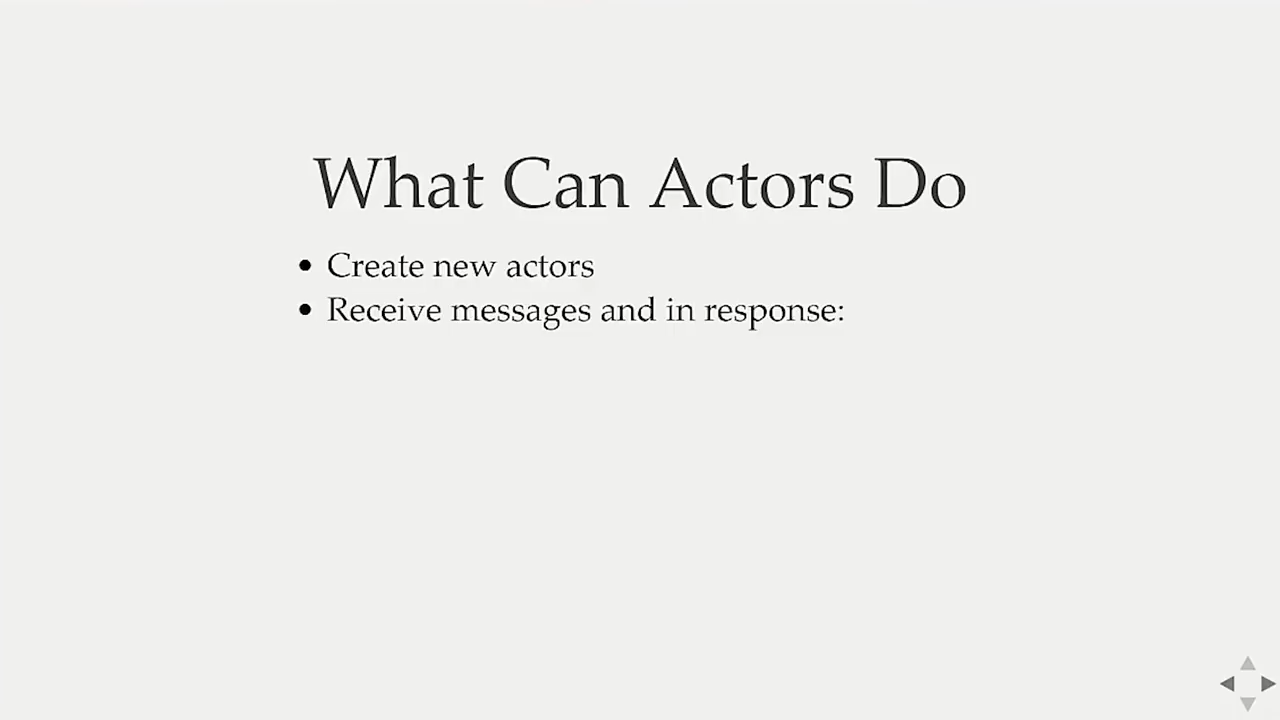 What Can Actors Do
• Create new actors
• Receive messages and in response: